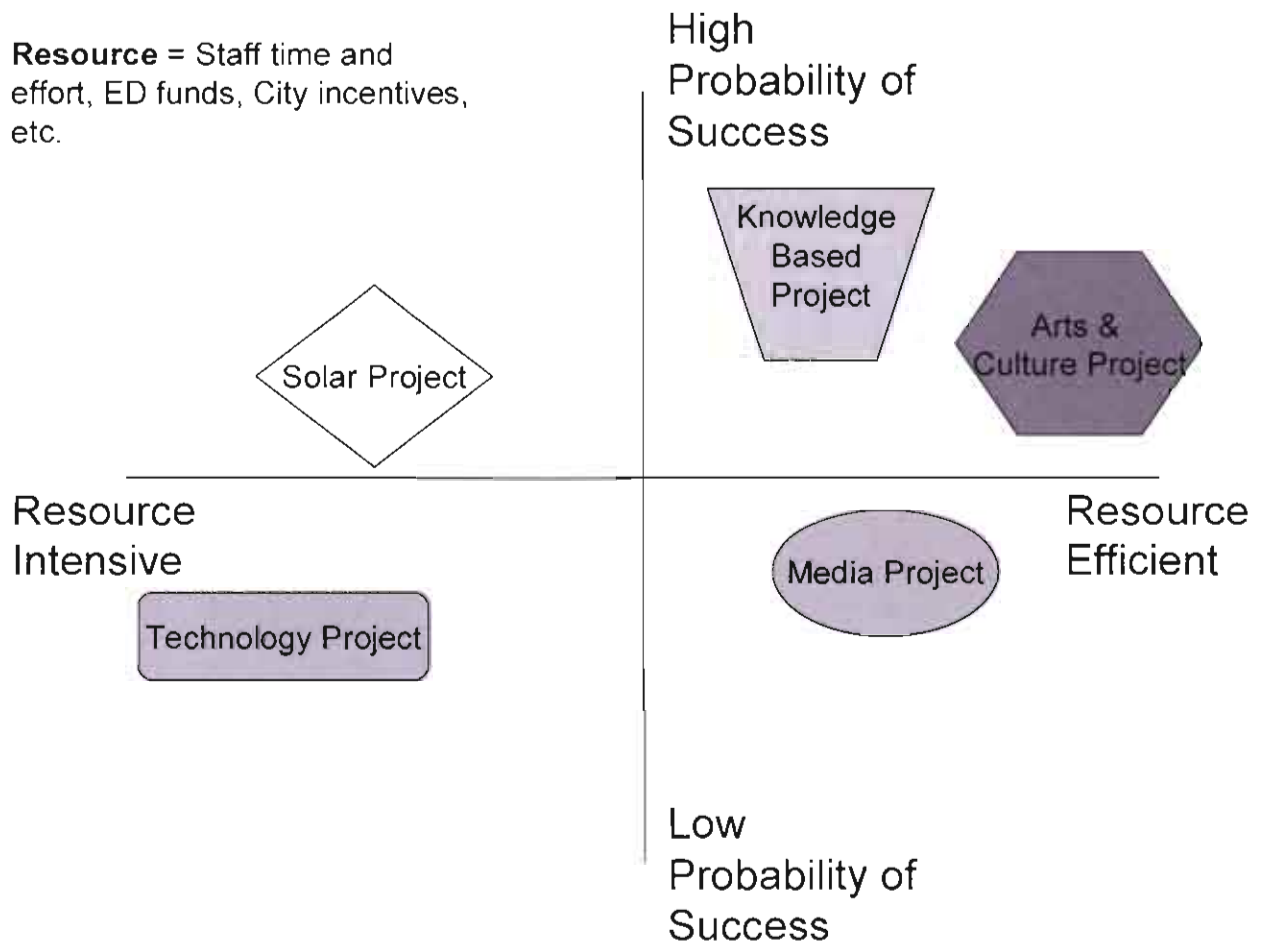 Resource = Staff time and
effort, ED funds, City incentives,
etc.
High
Probability of
Success
Knowledge
Based
Project
Arts &
Culture Project
Solar Project
Resource
Intensive
Resource
Efficient
Media Project
Technology Project
Low
Probability of
Success